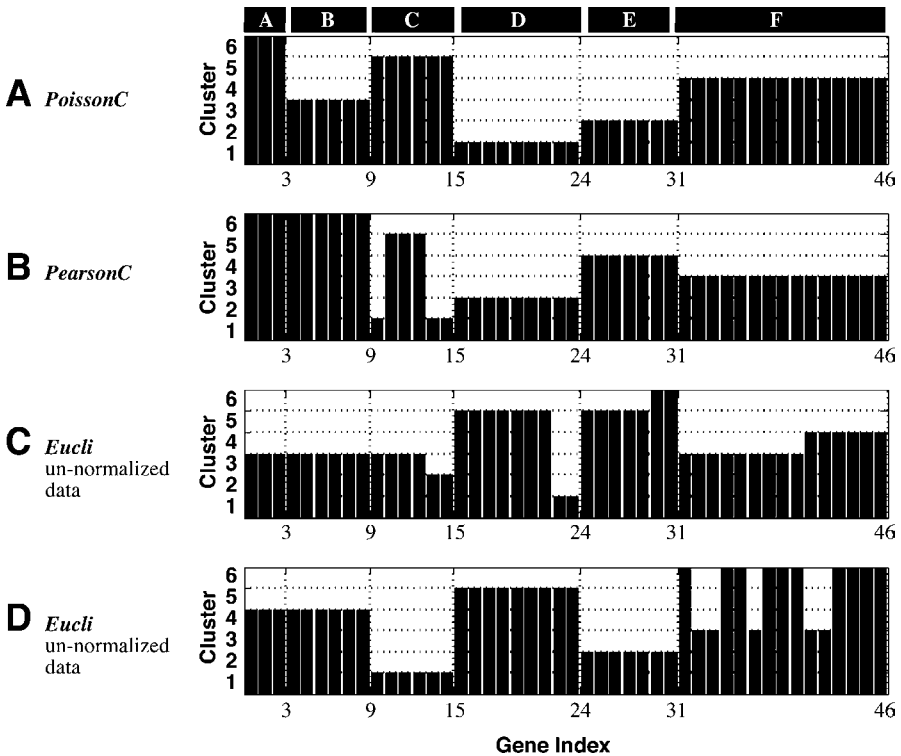 A B C D E F
A PoissonC
Cluster
6
5
4
3
2
1
3 9 15 24 31 46
B PearsonC
Cluster
6
5
4
3
2
1
3 9 15 24 31 46
C Eucli
un-normalized
data
Cluster
6
5
4
3
2
1
3 9 15 24 31 46
D Eucli
un-normalized
data
Cluster
6
5
4
3
2
1
3 9 15 24 31 46
Gene Index